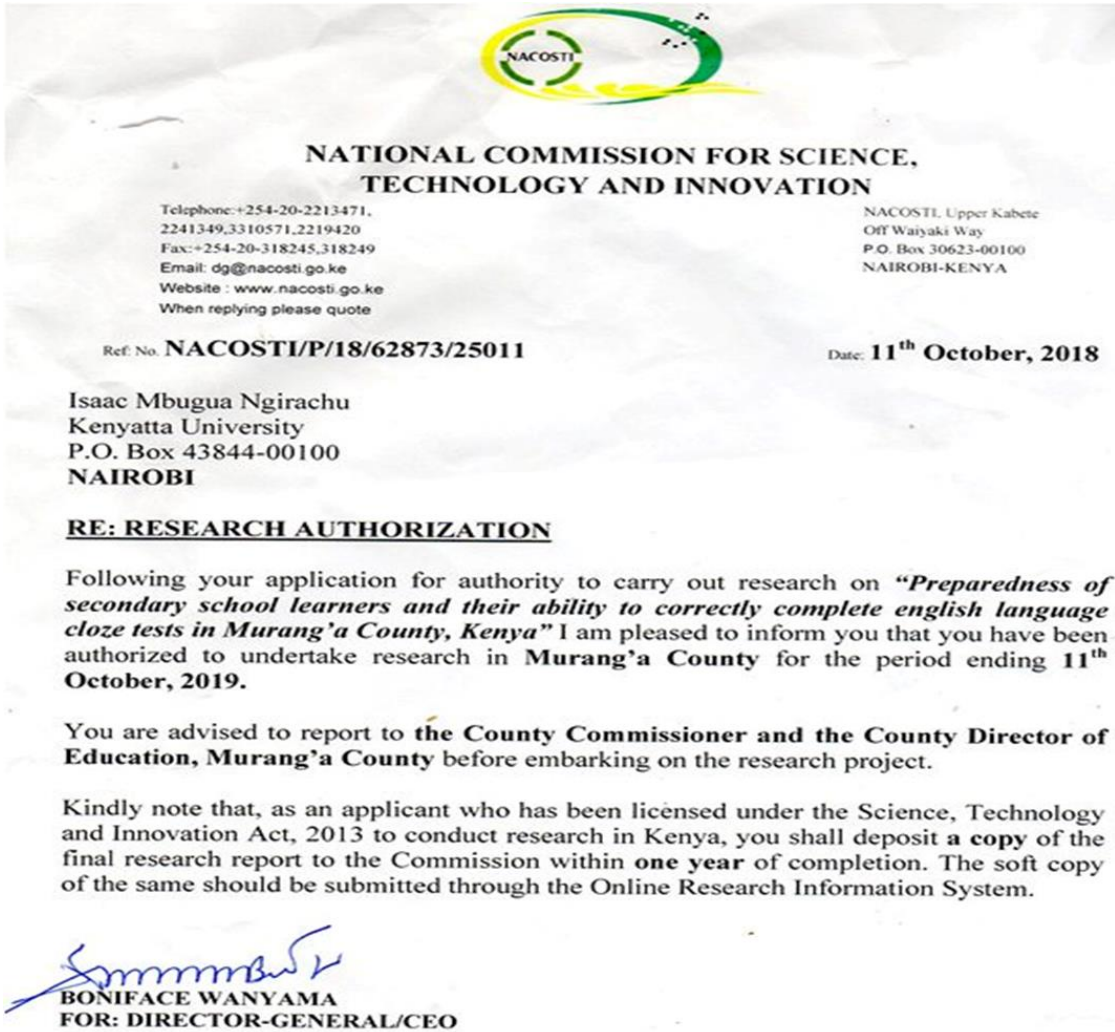 NACOSTI
NATIONAL COMMISSION FOR SCIENCE,
TECHNOLOGY AND INNOVATION
Telephone:+254-20-2213471,
2241349,3310571,2219420
Fax:+254-20-318245,318249
Email: dg@nacosti.go.ke
Website : www.nacosti.go.ke
When replying please quote
NACOSTI, Upper Kabete
Off Waiyaki Way
P.O. Box 30623-00100
NAIROBI-KENYA
Ref: No. NACOSTI/P/18/62873/25011
Date: 11th October, 2018
Isaac Mbugua Ngirachu
Kenyatta University
P.O. Box 43844-00100
NAIROBI
RE: RESEARCH AUTHORIZATION
Following your application for authority to carry out research on “Preparedness of
secondary school learners and their ability to correctly complete english language
cloze tests in Murang’a County, Kenya” I am pleased to inform you that you have been
authorized to undertake research in Murang’a County for the period ending 11th
October, 2019.
You are advised to report to the County Commissioner and the County Director of
Education, Murang’a County before embarking on the research project.
Kindly note that, as an applicant who has been licensed under the Science, Technology
and Innovation Act, 2013 to conduct research in Kenya, you shall deposit a copy of the
final research report to the Commission within one year of completion. The soft copy
of the same should be submitted through the Online Research Information System.
BONIFACE WANYAMA
FOR: DIRECTOR-GENERAL/CEO